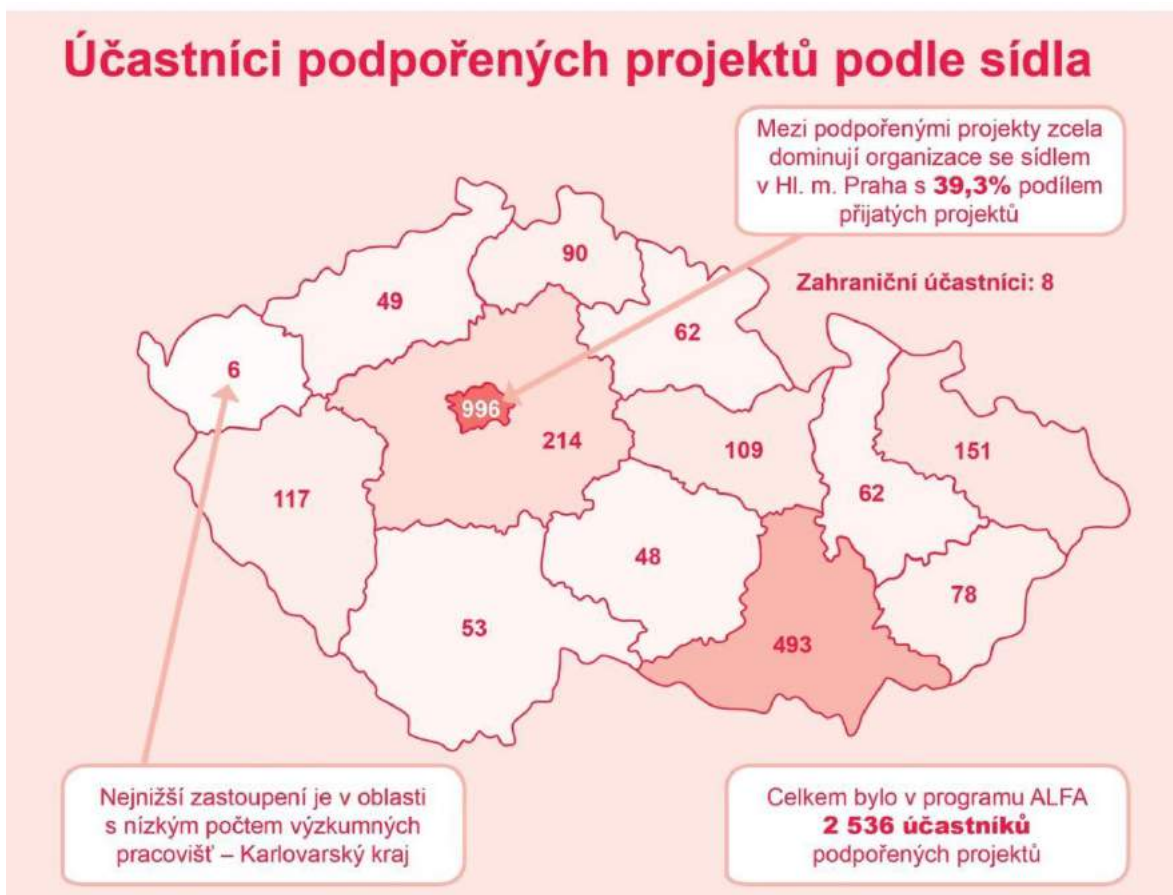 Účastníci podpořených projektů podle sídla
Mezi podpořenými projekty zcela
dominují organizace se sídlem
v Hl. m. Praha s 39,3% podílem
přijatých projektů
Zahraniční účastníci: 8
90
49
62
6
996
214
109
151
117
62
48
78
53
493
Nejnižší zastoupení je v oblasti
s nízkým počtem výzkumných
pracovišť – Karlovarský kraj
Celkem bylo v programu ALFA
2 536 účastníků
podpořených projektů